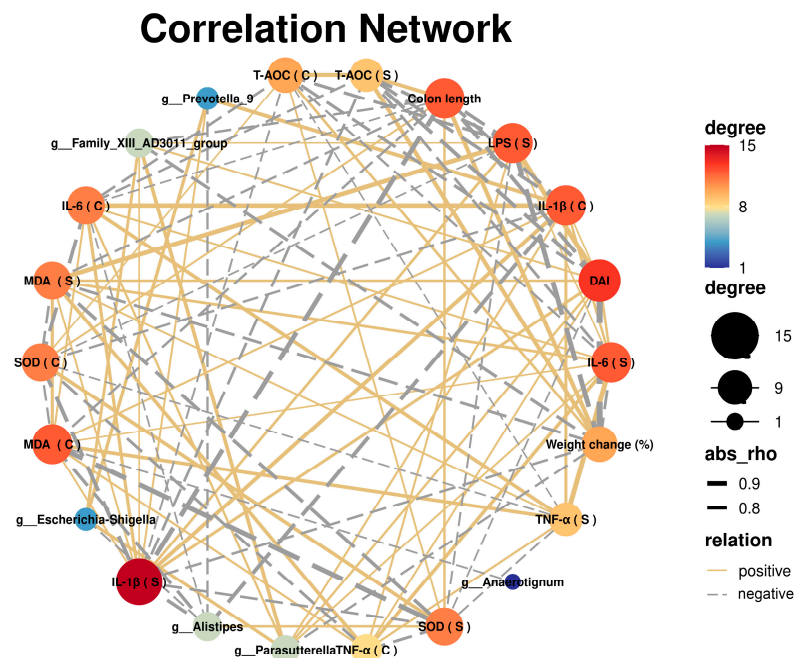 Correlation Network
T-AOC ( C )
T-AOC ( S )
g__Prevotella_9
Colon length
g__Family_XIII_AD3011_group
LPS ( S )
IL-6 ( C )
IL-1β ( C )
MDA ( S )
DAI
SOD ( C )
IL-6 ( S )
MDA ( C )
Weight change (%)
g__Escherichia-Shigella
TNF-α ( S )
IL-1β ( S )
g__Anaerotignum
g__Alistipes
SOD ( S )
g__Parasutterella
TNF-α ( C )
degree
15
8
1
degree
15
9
1
abs_rho
0.9
0.8
relation
positive
negative